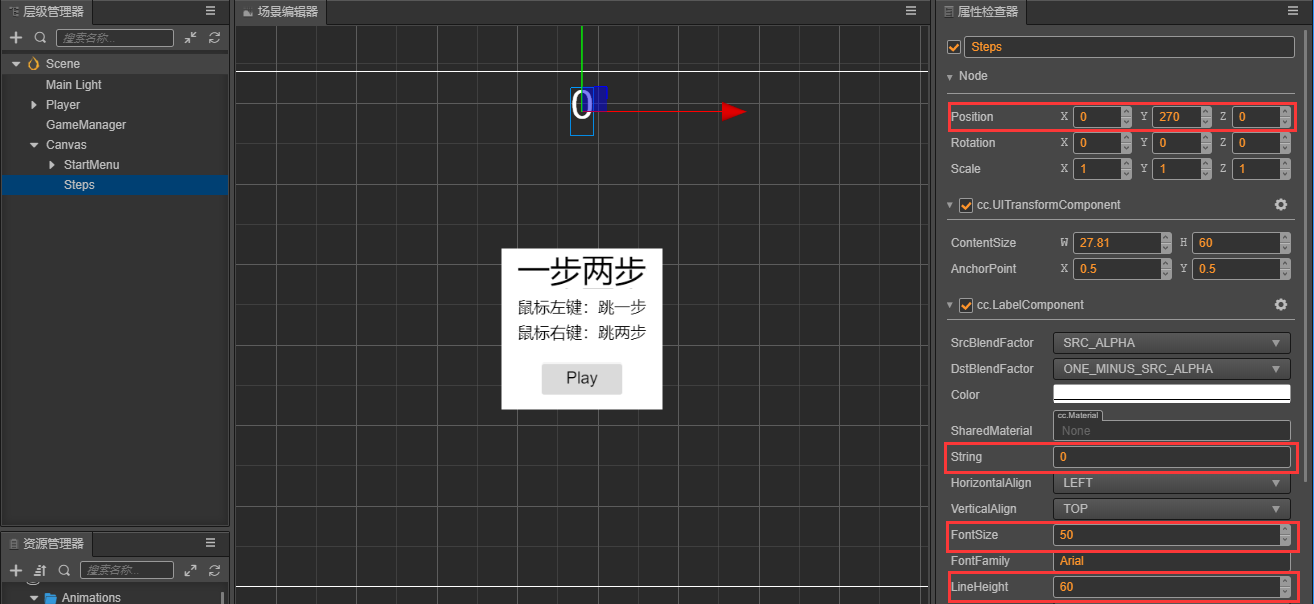 层级管理器
搜索名称...
Scene
Main Light
Player
GameManager
Canvas
StartMenu
Steps
资源管理器
搜索名称...
Animations
场景编辑器
0
一步两步
鼠标左键：跳一步
鼠标右键：跳两步
Play
属性检查器
Steps
Node
Position X 0 Y 270 Z 0
Rotation X 0 Y 0 Z 0
Scale X 1 Y 1 Z 1
cc.UITransformComponent
ContentSize W 27.81 H 60
AnchorPoint X 0.5 Y 0.5
cc.LabelComponent
SrcBlendFactor SRC_ALPHA
DstBlendFactor ONE_MINUS_SRC_ALPHA
Color
cc.Material
SharedMaterial None
String 0
HorizontalAlign LEFT
VerticalAlign TOP
FontSize 50
FontFamily Arial
LineHeight 60